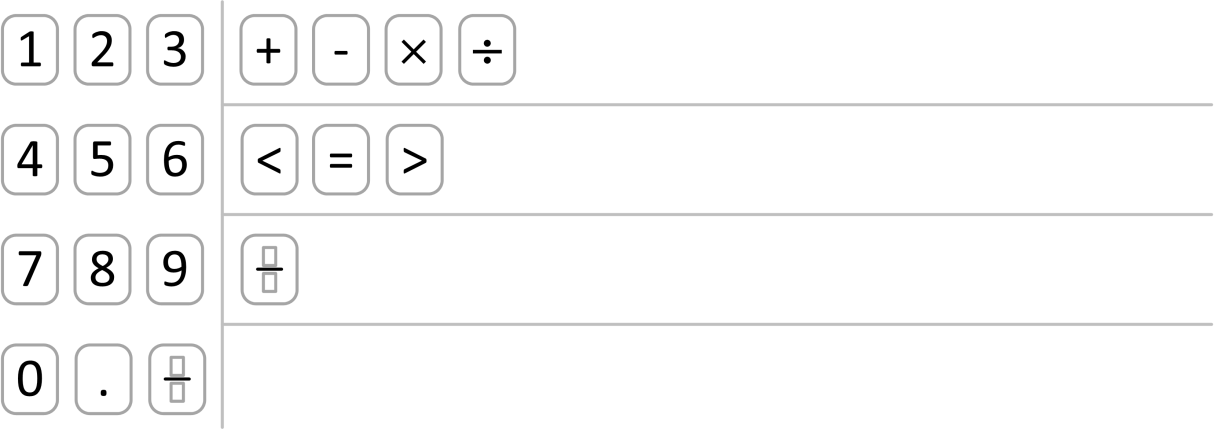 1 2 3 + - × ÷
4 5 6 < = >
7 8 9
0 .